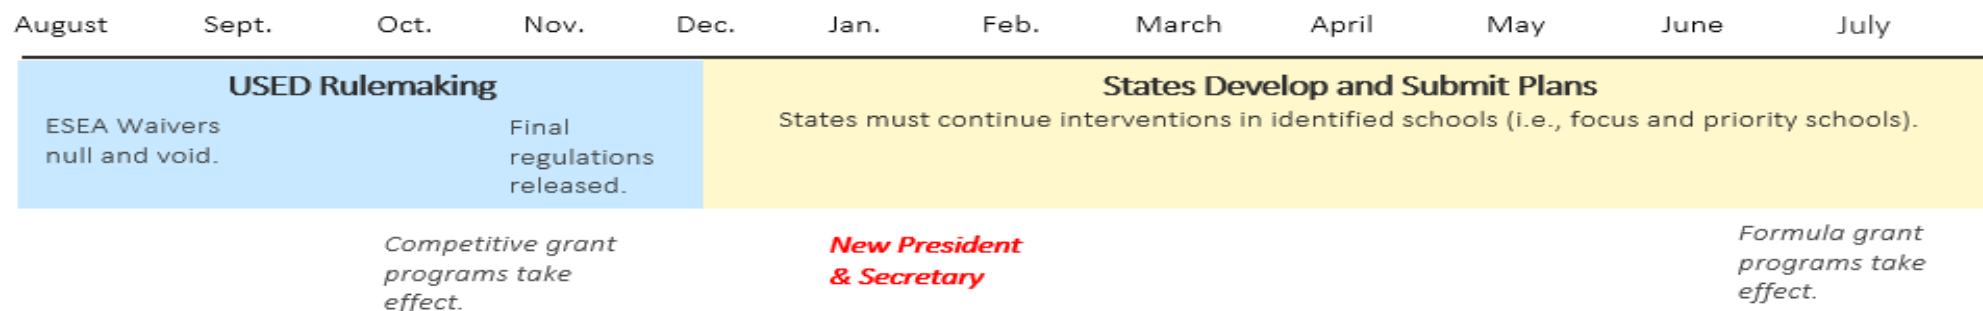 August Sept. Oct. Nov. Dec. Jan. Feb. March April May June July
USED Rulemaking
ESEA Waivers
null and void.
Final
regulations
released.
States Develop and Submit Plans
States must continue interventions in identified schools (i.e., focus and priority schools).
Competitive grant
programs take
effect.
New President
& Secretary
Formula grant
programs take
effect.